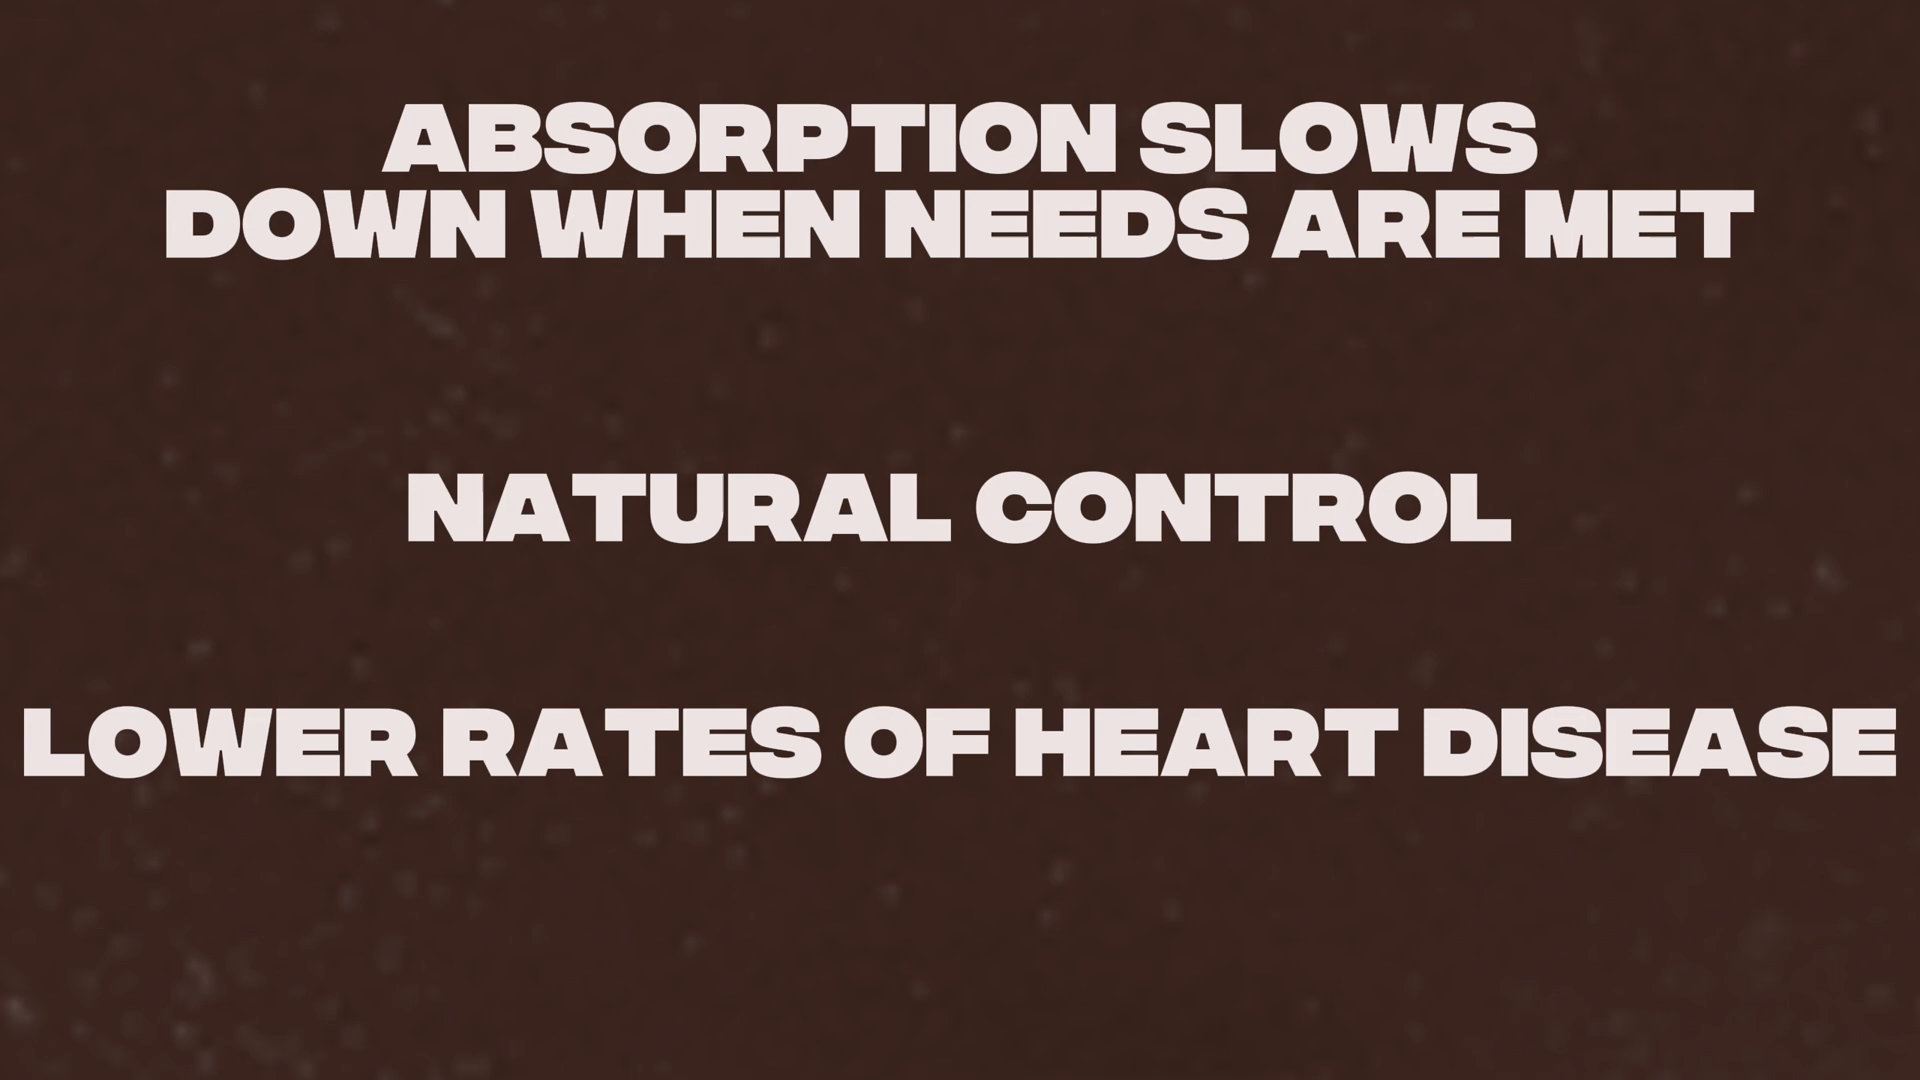 ABSORPTION SLOWS
DOWN WHEN NEEDS ARE MET
NATURAL CONTROL
LOWER RATES OF HEART DISEASE